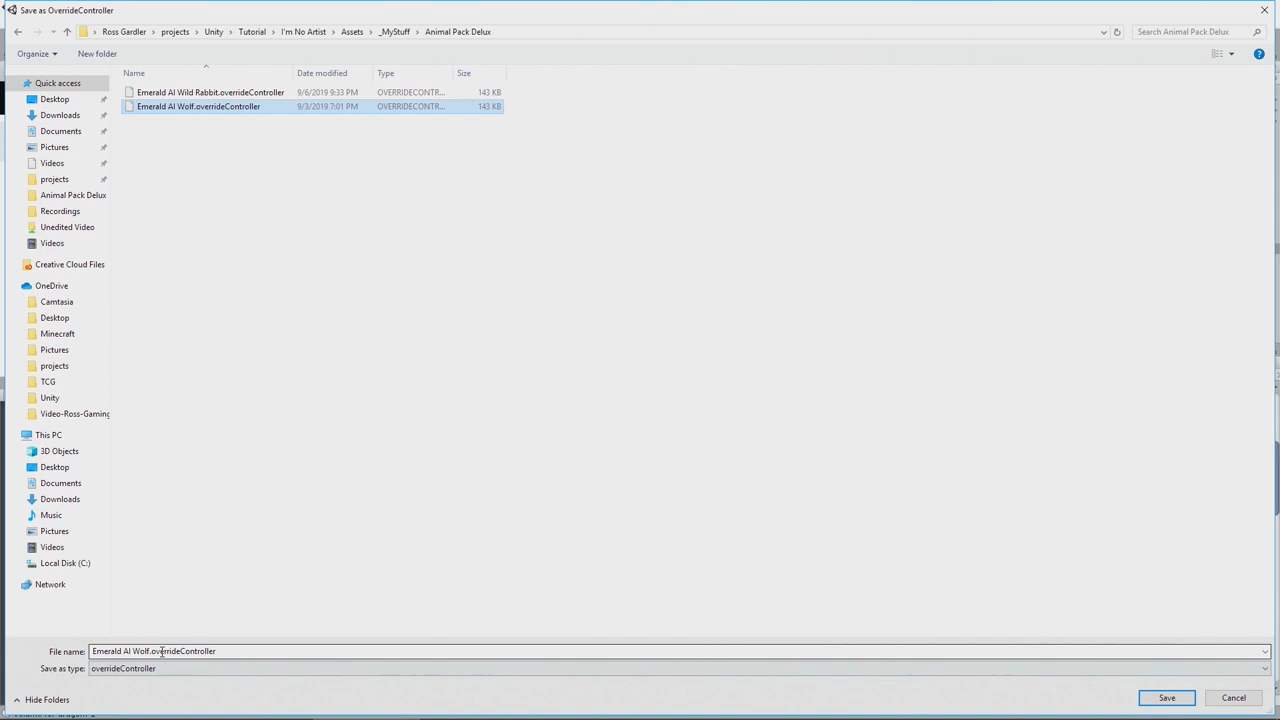 Save as OverrideController
Ross Gardler > projects > Unity > Tutorial > I'm No Artist > Assets > _MyStuff > Animal Pack Delux
Search Animal Pack Delux
Organize
New folder
Name Date modified Type Size
Quick access
Emerald AI Wild Rabbit.overrideController 9/6/2019 9:33 PM OVERRIDECONTR... 143 KB
Emerald AI Wolf.overrideController 9/3/2019 7:01 PM OVERRIDECONTR... 143 KB
Desktop
Downloads
Documents
Pictures
Videos
projects
Animal Pack Delux
Recordings
Unedited Video
Videos
Creative Cloud Files
OneDrive
Camtasia
Desktop
Minecraft
Pictures
projects
TCG
Unity
Video-Ross-Gaming
This PC
3D Objects
Desktop
Documents
Downloads
Music
Pictures
Videos
Local Disk (C:)
Network
File name: Emerald AI Wolf.overrideController
Save as type: overrideController
Hide Folders
Save
Cancel